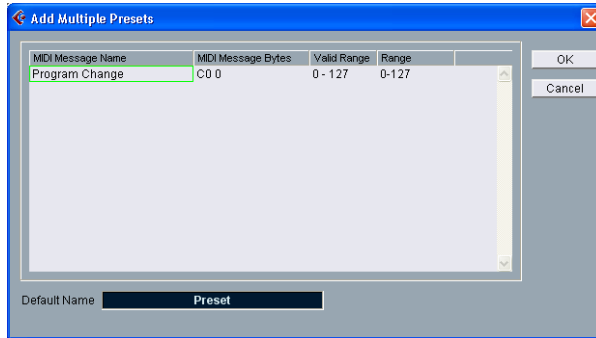 Add Multiple Presets
MIDI Message Name MIDI Message Bytes Valid Range Range
Program Change C0 0 0 - 127 0-127
OK
Cancel
Default Name Preset